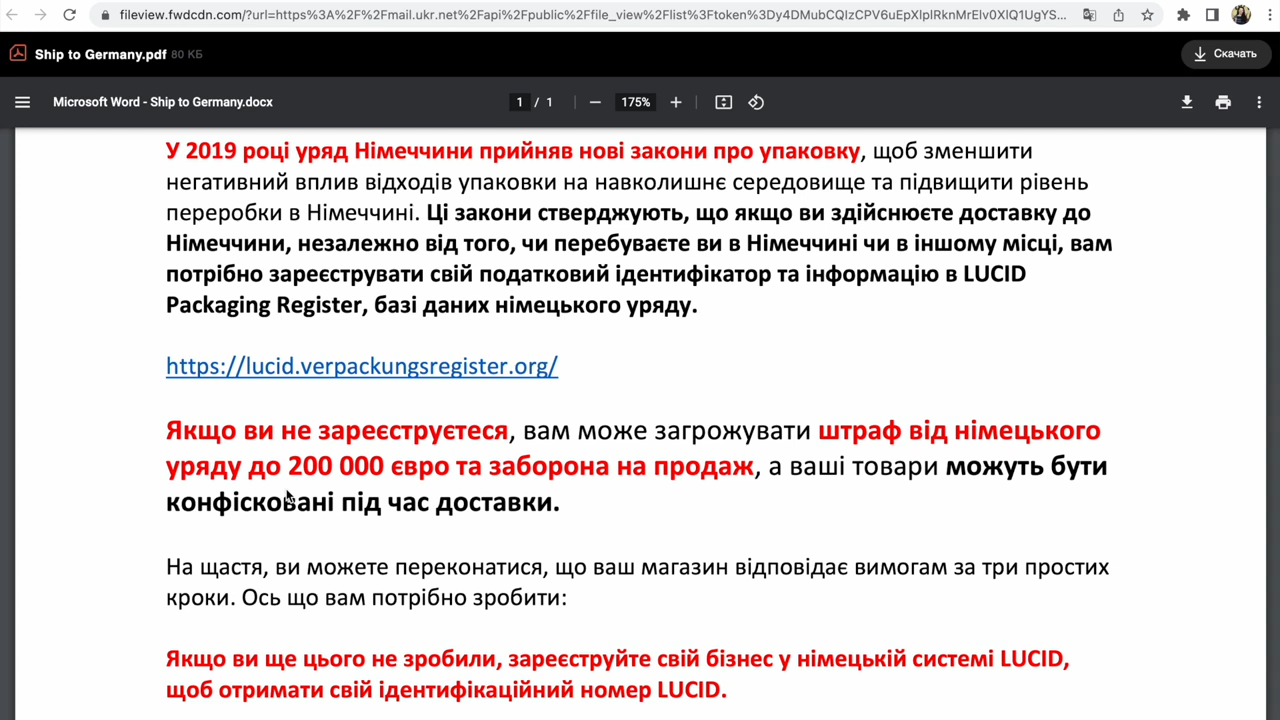 fileview.fwdcdn.com/?url=https%3A%2F%2Fmail.ukr.net%2Fapi%2Fpublic%2Ffile_view%2Flist%3Ftoken%3Dy4DMubCQIzCPV6uEpXlplRknMrElv0XlQ1UgYS...
Ship to Germany.pdf 80 КБ
Скачать
Microsoft Word - Ship to Germany.docx
1 / 1
175%
У 2019 році уряд Німеччини прийняв нові закони про упаковку, щоб зменшити
негативний вплив відходів упаковки на навколишнє середовище та підвищити рівень
переробки в Німеччині. Ці закони стверджують, що якщо ви здійснюєте доставку до
Німеччини, незалежно від того, чи перебуваєте ви в Німеччині чи в іншому місці, вам
потрібно зареєструвати свій податковий ідентифікатор та інформацію в LUCID
Packaging Register, базі даних німецького уряду.
https://lucid.verpackungsregister.org/
Якщо ви не зареєструєтеся, вам може загрожувати штраф від німецького
уряду до 200 000 євро та заборона на продаж, а ваші товари можуть бути
конфісковані під час доставки.
На щастя, ви можете переконатися, що ваш магазин відповідає вимогам за три простих
кроки. Ось що вам потрібно зробити:
Якщо ви ще цього не зробили, зареєструйте свій бізнес у німецькій системі LUCID,
щоб отримати свій ідентифікаційний номер LUCID.